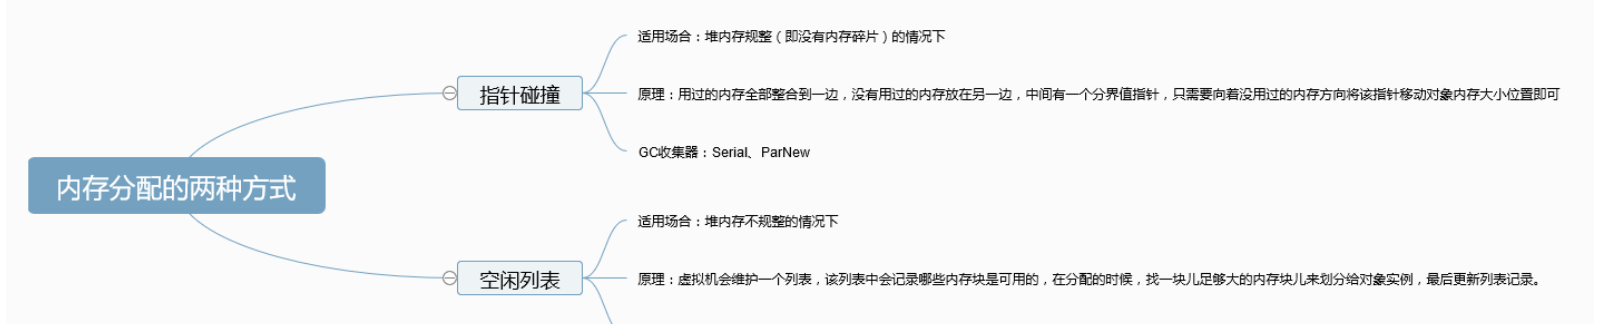 内存分配的两种方式
指针碰撞
适用场合：堆内存规整（即没有内存碎片）的情况下
原理：用过的内存全部整合到一边，没有用过的内存放在另一边，中间有一个分界值指针，只需要向着没用过的内存方向将该指针移动对象内存大小位置即可
GC收集器：Serial、ParNew
空闲列表
适用场合：堆内存不规整的情况下
原理：虚拟机会维护一个列表，该列表中会记录哪些内存块是可用的，在分配的时候，找一块儿足够大的内存块儿来划分给对象实例，最后更新列表记录。